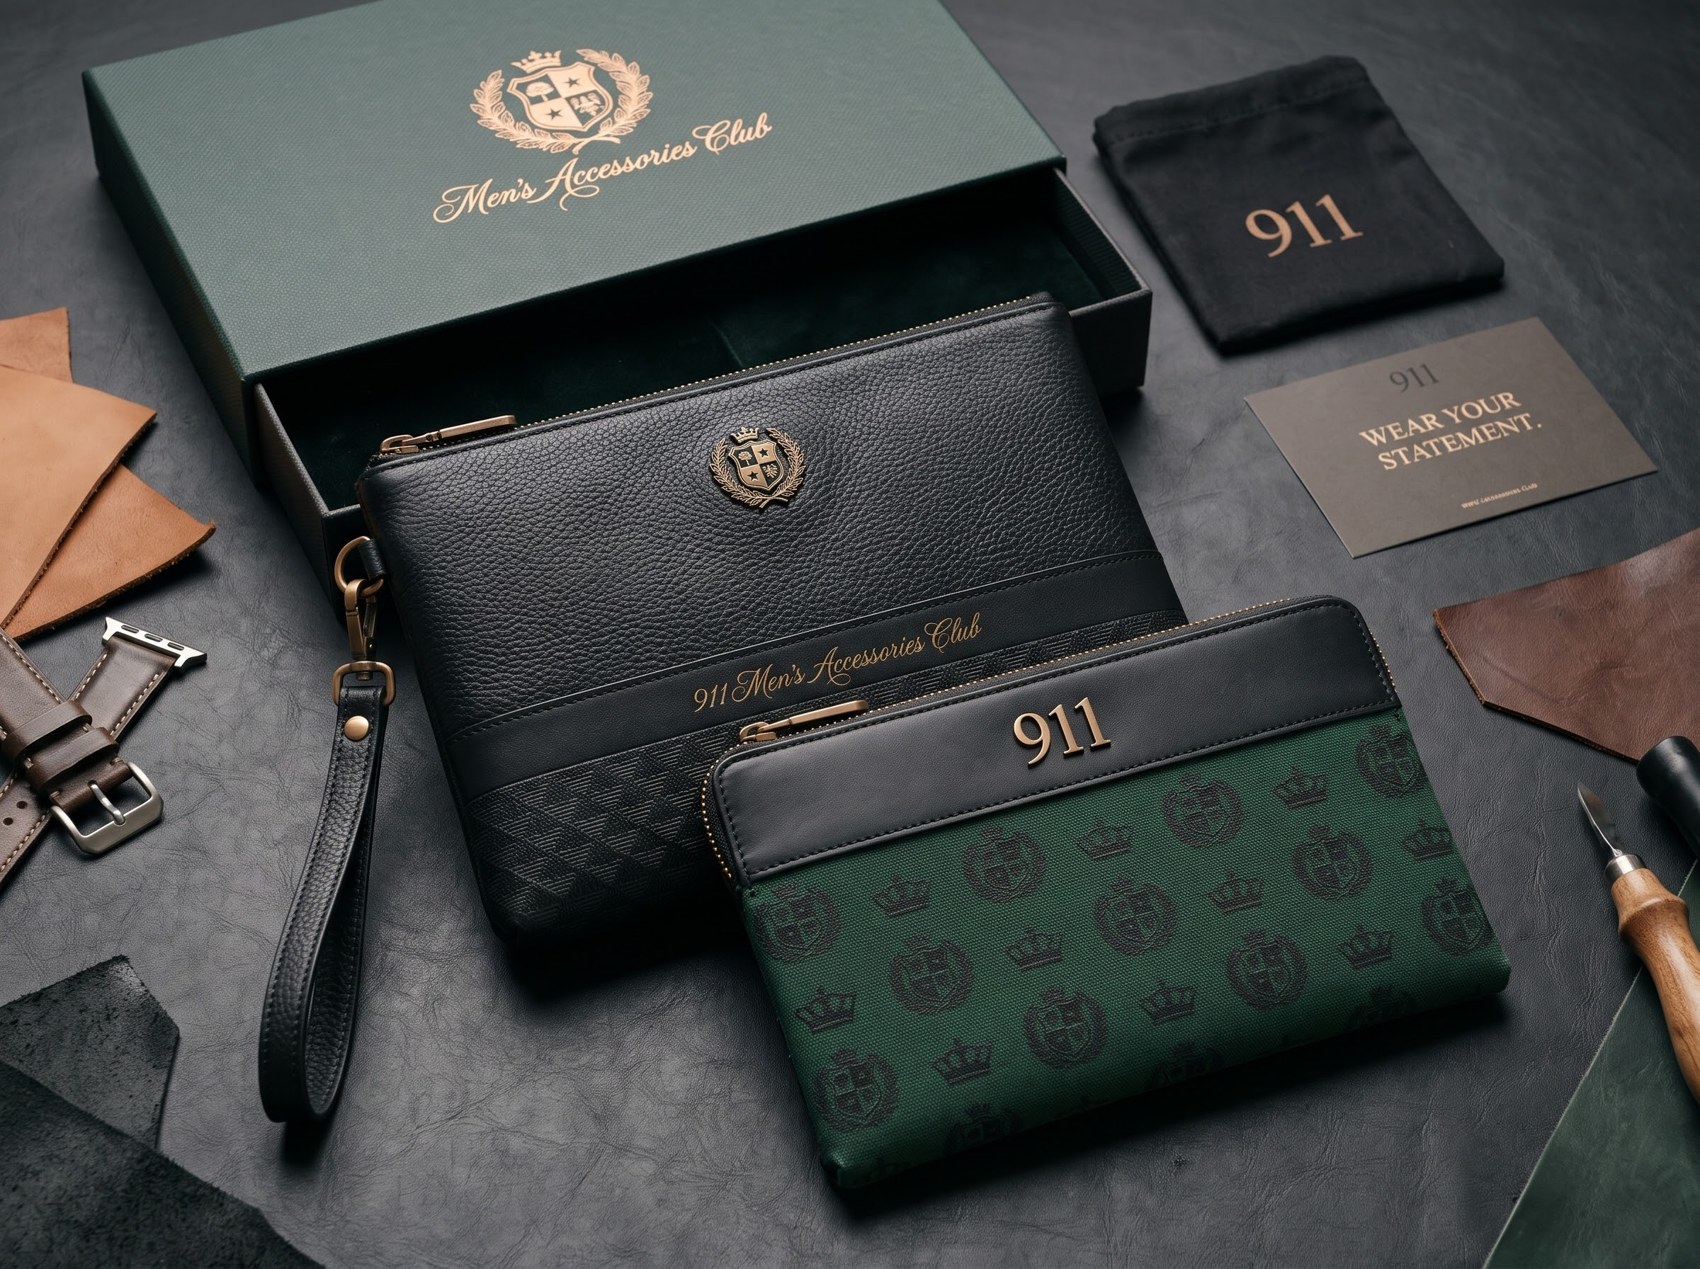 Men's Accessories Club
911
911
WEAR YOUR
STATEMENT.
911 Men's Accessories Club
911